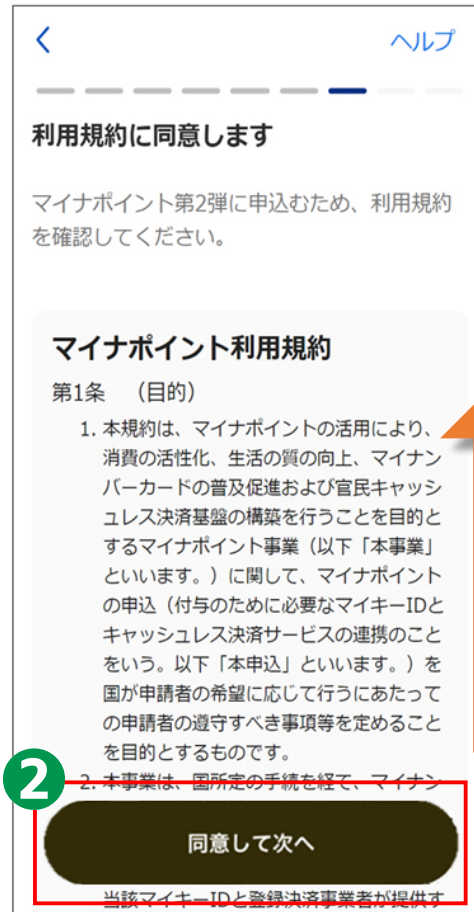 ヘルプ
利用規約に同意します
マイナポイント第2弾に申込むため、利用規約
を確認してください。
マイナポイント利用規約
第1条 （目的）
1. 本規約は、マイナポイントの活用により、
消費の活性化、生活の質の向上、マイナン
バーカードの普及促進および官民キャッシ
ュレス決済基盤の構築を行うことを目的と
するマイナポイント事業（以下「本事業」
といいます。）に関して、マイナポイント
の申込（付与のために必要なマイキーIDと
キャッシュレス決済サービスの連携のこと
をいう。以下「本申込」といいます。）を
国が申請者の希望に応じて行うにあたって
の申請者の遵守すべき事項等を定めること
を目的とするものです。
2
2. 本事業は、国所定の手続を経て、マイナン
同意して次へ
当該マイキーIDと登録決済事業者が提供す